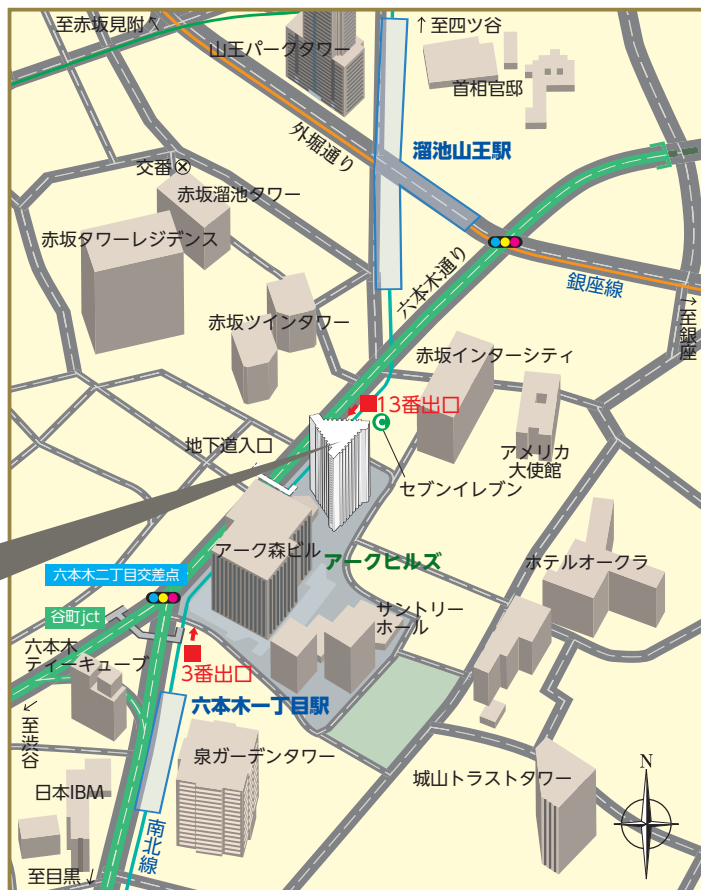 至赤坂見附
↑至四ツ谷
山王パークタワー
首相官邸
外堀通り
溜池山王駅
交番
赤坂溜池タワー
赤坂タワーレジデンス
六本木通り
銀座線
↑至銀座
赤坂ツインタワー
赤坂インターシティ
13番出口
地下道入口
アメリカ
大使館
セブンイレブン
アーク森ビル
アークヒルズ
ホテルオークラ
六本木二丁目交差点
谷町jct
サントリー
ホール
六本木
ティーキューブ
3番出口
六本木一丁目駅
←至渋谷
泉ガーデンタワー
城山トラストタワー
N
日本IBM
南北線
至目黒